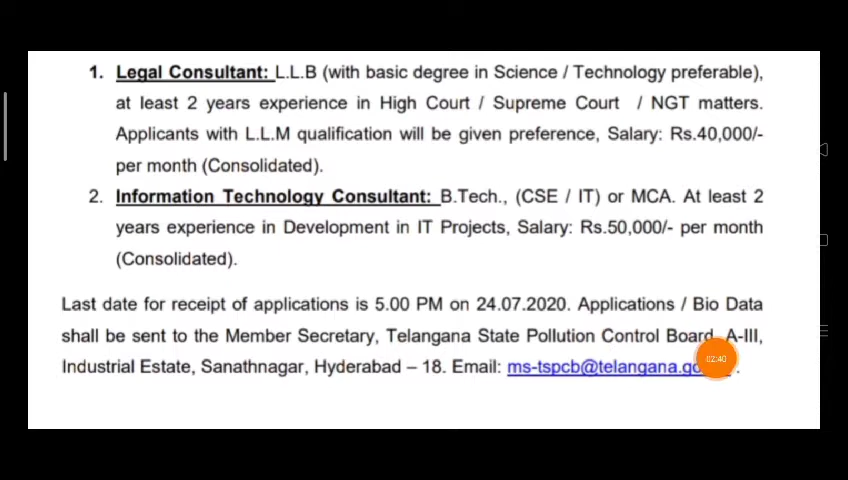 1. Legal Consultant: L.L.B (with basic degree in Science / Technology preferable),
at least 2 years experience in High Court / Supreme Court / NGT matters.
Applicants with L.L.M qualification will be given preference, Salary: Rs.40,000/-
per month (Consolidated).
2. Information Technology Consultant: B.Tech., (CSE / IT) or MCA. At least 2
years experience in Development in IT Projects, Salary: Rs.50,000/- per month
(Consolidated).
Last date for receipt of applications is 5.00 PM on 24.07.2020. Applications / Bio Data
shall be sent to the Member Secretary, Telangana State Pollution Control Board, A-III,
Industrial Estate, Sanathnagar, Hyderabad – 18. Email:
02:40